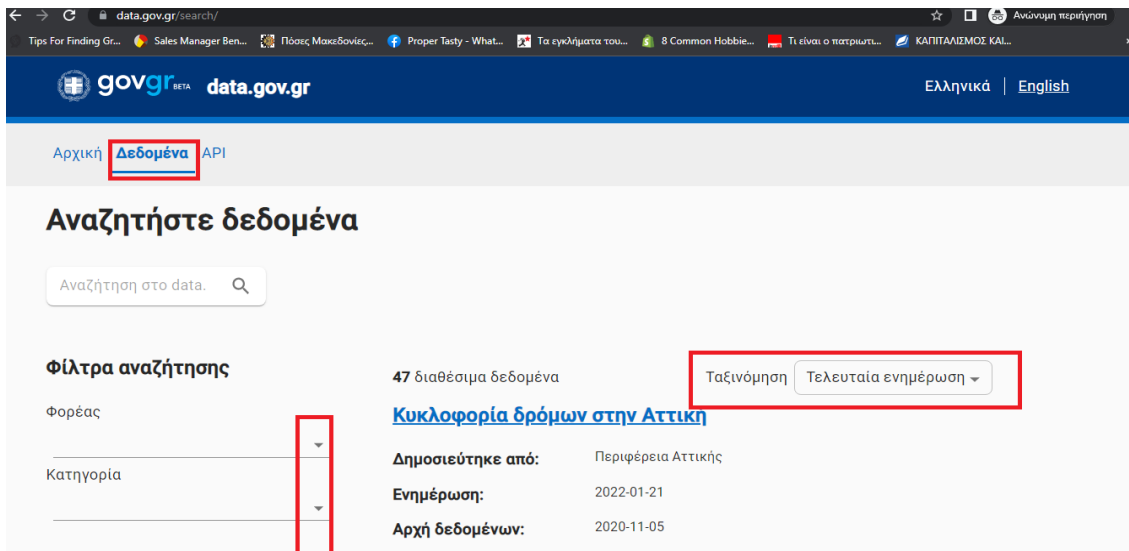 data.gov.gr/search/
Ανώνυμη περιήγηση
Tips For Finding Gr... Sales Manager Ben... Πόσες Μακεδονίες... Proper Tasty - What... Τα εγκλήματα του... 8 Common Hobbie... Τι είναι ο πατριωτι... ΚΑΠΙΤΑΛΙΣΜΟΣ ΚΑΙ...
govgr BETA data.gov.gr
Ελληνικά | English
Αρχική Δεδομένα API
Αναζητήστε δεδομένα
Αναζήτηση στο data.
Φίλτρα αναζήτησης
Φορέας
Κατηγορία
47 διαθέσιμα δεδομένα
Ταξινόμηση Τελευταία ενημέρωση
Κυκλοφορία δρόμων στην Αττική
Δημοσιεύτηκε από: Περιφέρεια Αττικής
Ενημέρωση: 2022-01-21
Αρχή δεδομένων: 2020-11-05